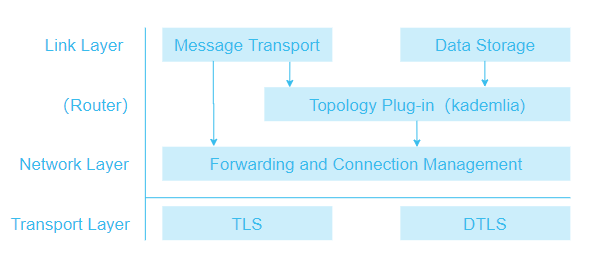 Link Layer Message Transport Data Storage
（Router） Topology Plug-in（kademlia）
Network Layer Forwarding and Connection Management
Transport Layer TLS DTLS